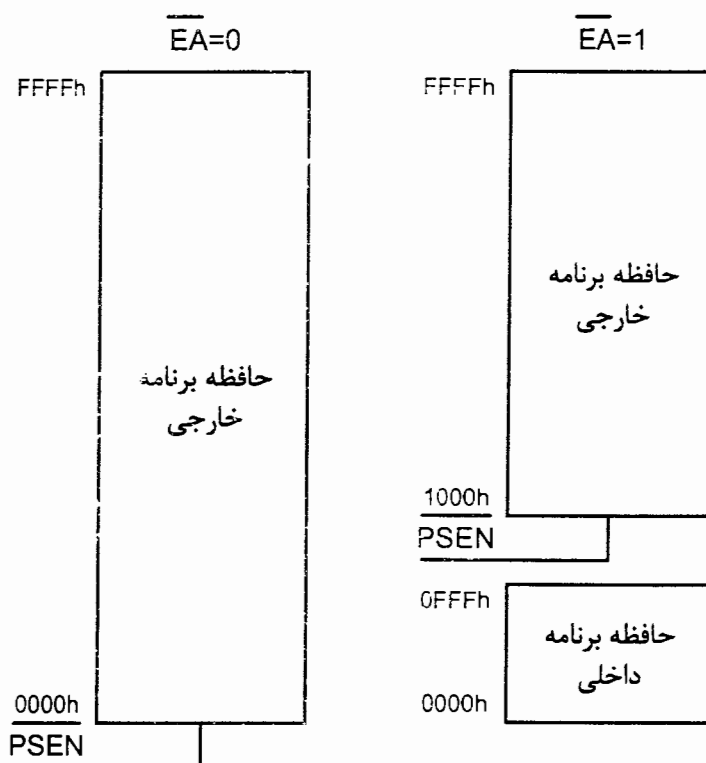 EA=0
FFFFh
حافظه برنامه
خارجی
0000h
PSEN
EA=1
FFFFh
حافظه برنامه
خارجی
1000h
PSEN
0FFFh
حافظه برنامه
داخلی
0000h